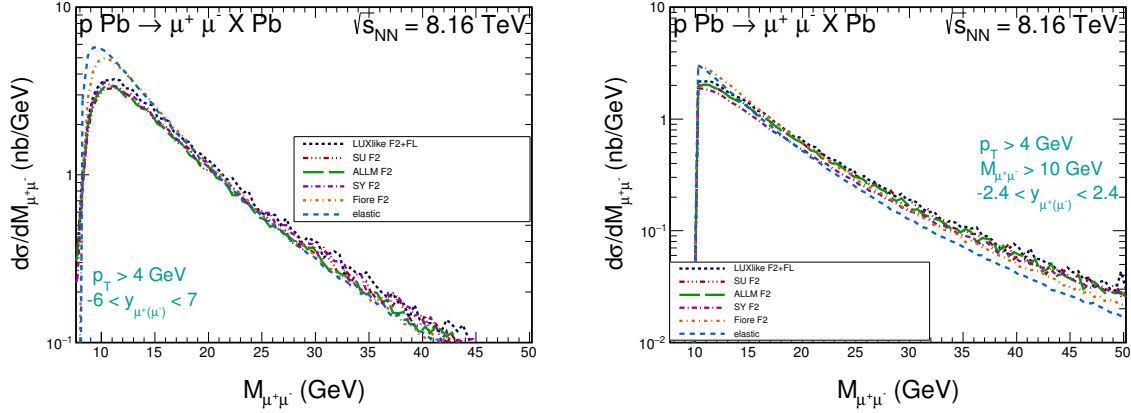 p Pb → μ⁺ μ⁻ X Pb √s_NN = 8.16 TeV
dσ/dM_μ⁺μ⁻ (nb/GeV)
10
1
10⁻¹
LUXlike F2+FL
SU F2
ALLM F2
SY F2
Fiore F2
elastic
p_T > 4 GeV
-6 < y_μ⁺(μ⁻) < 7
10 15 20 25 30 35 40 45 50
M_μ⁺μ⁻ (GeV)
p Pb → μ⁺ μ⁻ X Pb √s_NN = 8.16 TeV
dσ/dM_μ⁺μ⁻ (nb/GeV)
10
1
10⁻¹
10⁻²
p_T > 4 GeV
M_μ⁺μ⁻ > 10 GeV
-2.4 < y_μ⁺(μ⁻) < 2.4
LUXlike F2+FL
SU F2
ALLM F2
SY F2
Fiore F2
elastic
10 15 20 25 30 35 40 45 50
M_μ⁺μ⁻ (GeV)